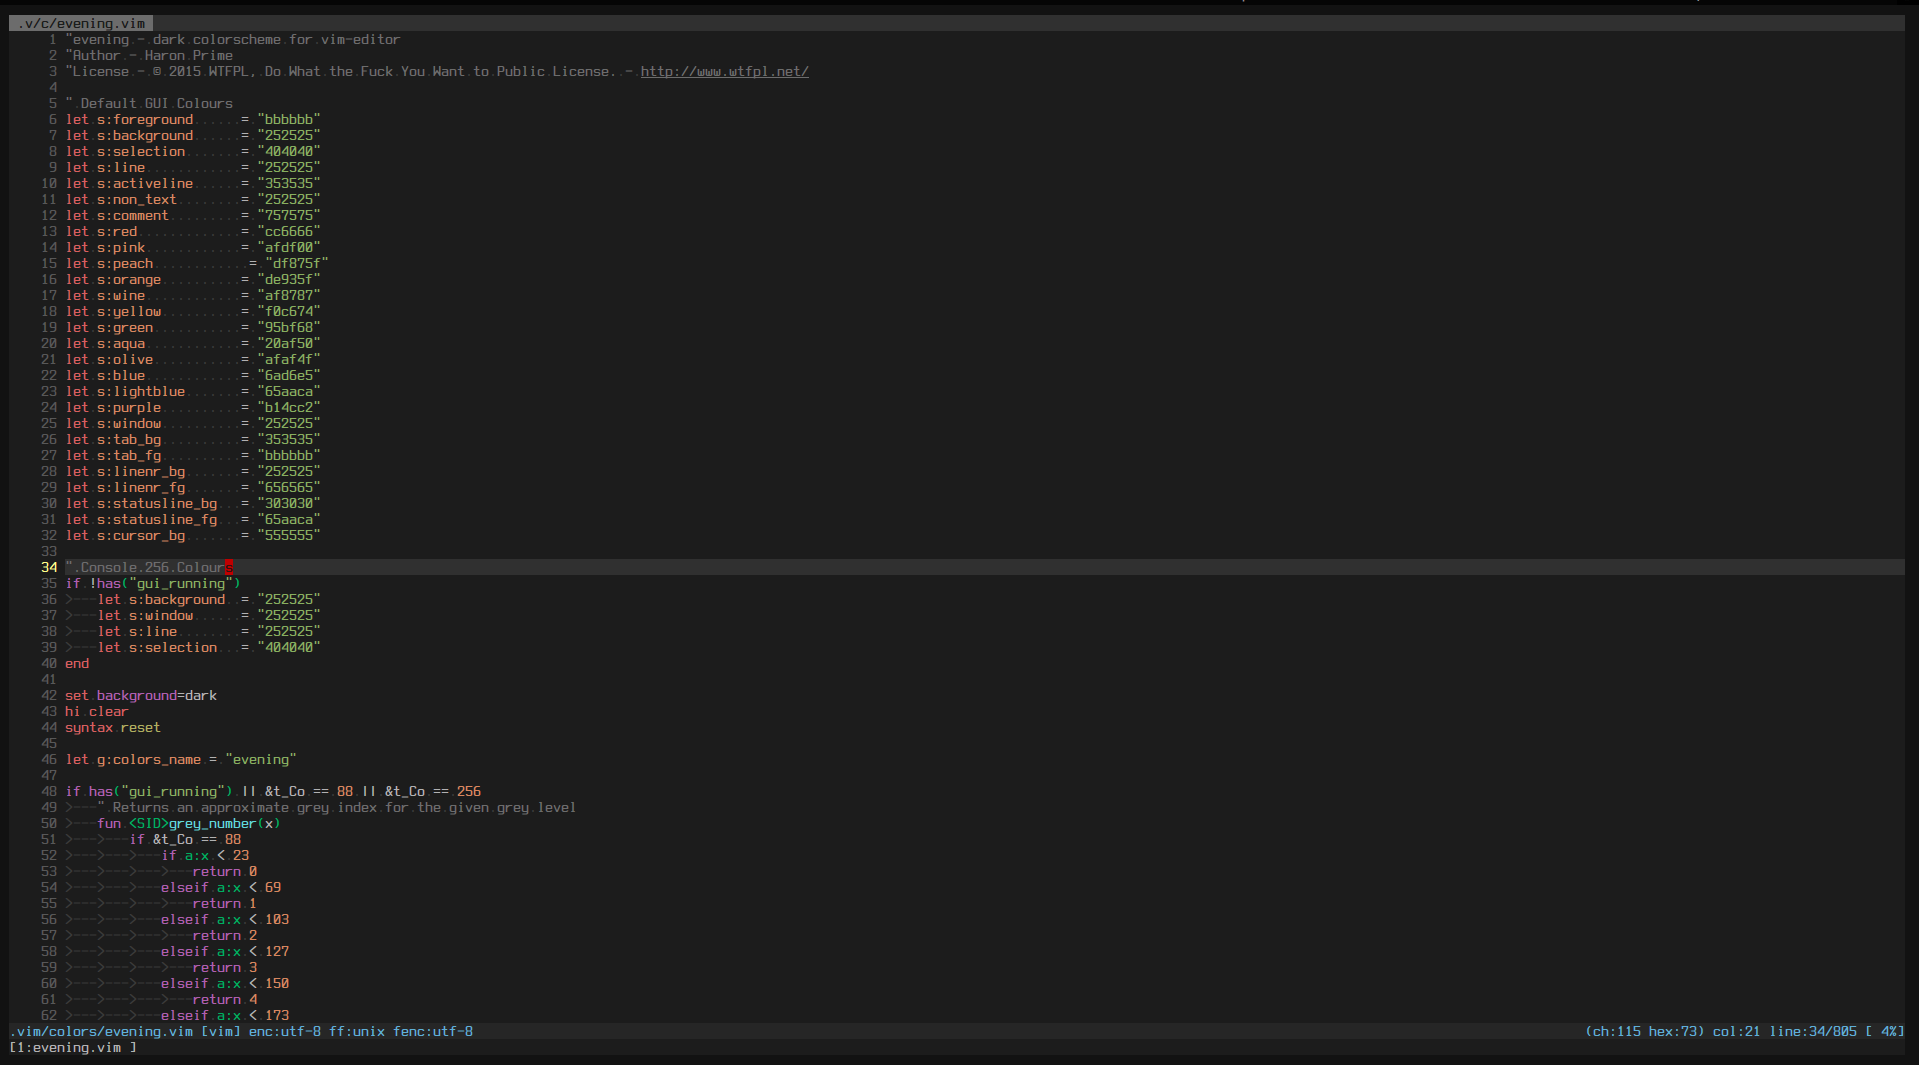 .v/c/evening.vim
1 "evening - dark colorscheme for vim-editor
2 "Author - Haron Prime
3 "License - © 2015 WTFPL, Do What the Fuck You Want to Public License. - http://www.wtfpl.net/
4
5 " Default GUI Colours
6 let s:foreground......=."bbbbbb"
7 let s:background......=."252525"
8 let s:selection.......=."404040"
9 let s:line............=."252525"
10 let s:activeline......=."353535"
11 let s:non_text........=."252525"
12 let s:comment.........=."757575"
13 let s:red.............=."cc6666"
14 let s:pink............=."afdf00"
15 let s:peach............=."df875f"
16 let s:orange..........=."de935f"
17 let s:wine............=."af8787"
18 let s:yellow..........=."f0c674"
19 let s:green...........=."95bf68"
20 let s:aqua............=."20af50"
21 let s:olive...........=."afaf4f"
22 let s:blue............=."6ad6e5"
23 let s:lightblue.......=."65aaca"
24 let s:purple..........=."b14cc2"
25 let s:window..........=."252525"
26 let s:tab_bg..........=."353535"
27 let s:tab_fg..........=."bbbbbb"
28 let s:linenr_bg.......=."252525"
29 let s:linenr_fg.......=."656565"
30 let s:statusline_bg...=."303030"
31 let s:statusline_fg...=."65aaca"
32 let s:cursor_bg.......=."555555"
33
34 ".Console.256.Colours
35 if.!has("gui_running")
36 >---let.s:background..=."252525"
37 >---let.s:window......=."252525"
38 >---let.s:line........=."252525"
39 >---let.s:selection...=."404040"
40 end
41
42 set.background=dark
43 hi.clear
44 syntax.reset
45
46 let.g:colors_name.=."evening"
47
48 if.has("gui_running").||.&t_Co.==.88.||.&t_Co.==.256
49 >---".Returns.an.approximate.grey.index.for.the.given.grey.level
50 >---fun.<SID>grey_number(x)
51 >--->---if.&t_Co.==.88
52 >--->--->---if.a:x.<.23
53 >--->--->--->---return.0
54 >--->--->---elseif.a:x.<.69
55 >--->--->--->---return.1
56 >--->--->---elseif.a:x.<.103
57 >--->--->--->---return.2
58 >--->--->---elseif.a:x.<.127
59 >--->--->--->---return.3
60 >--->--->---elseif.a:x.<.150
61 >--->--->--->---return.4
62 >--->--->---elseif.a:x.<.173
.vim/colors/evening.vim [vim] enc:utf-8 ff:unix fenc:utf-8 (ch:115 hex:73) col:21 line:34/805 [ 4%]
[1:evening.vim ]